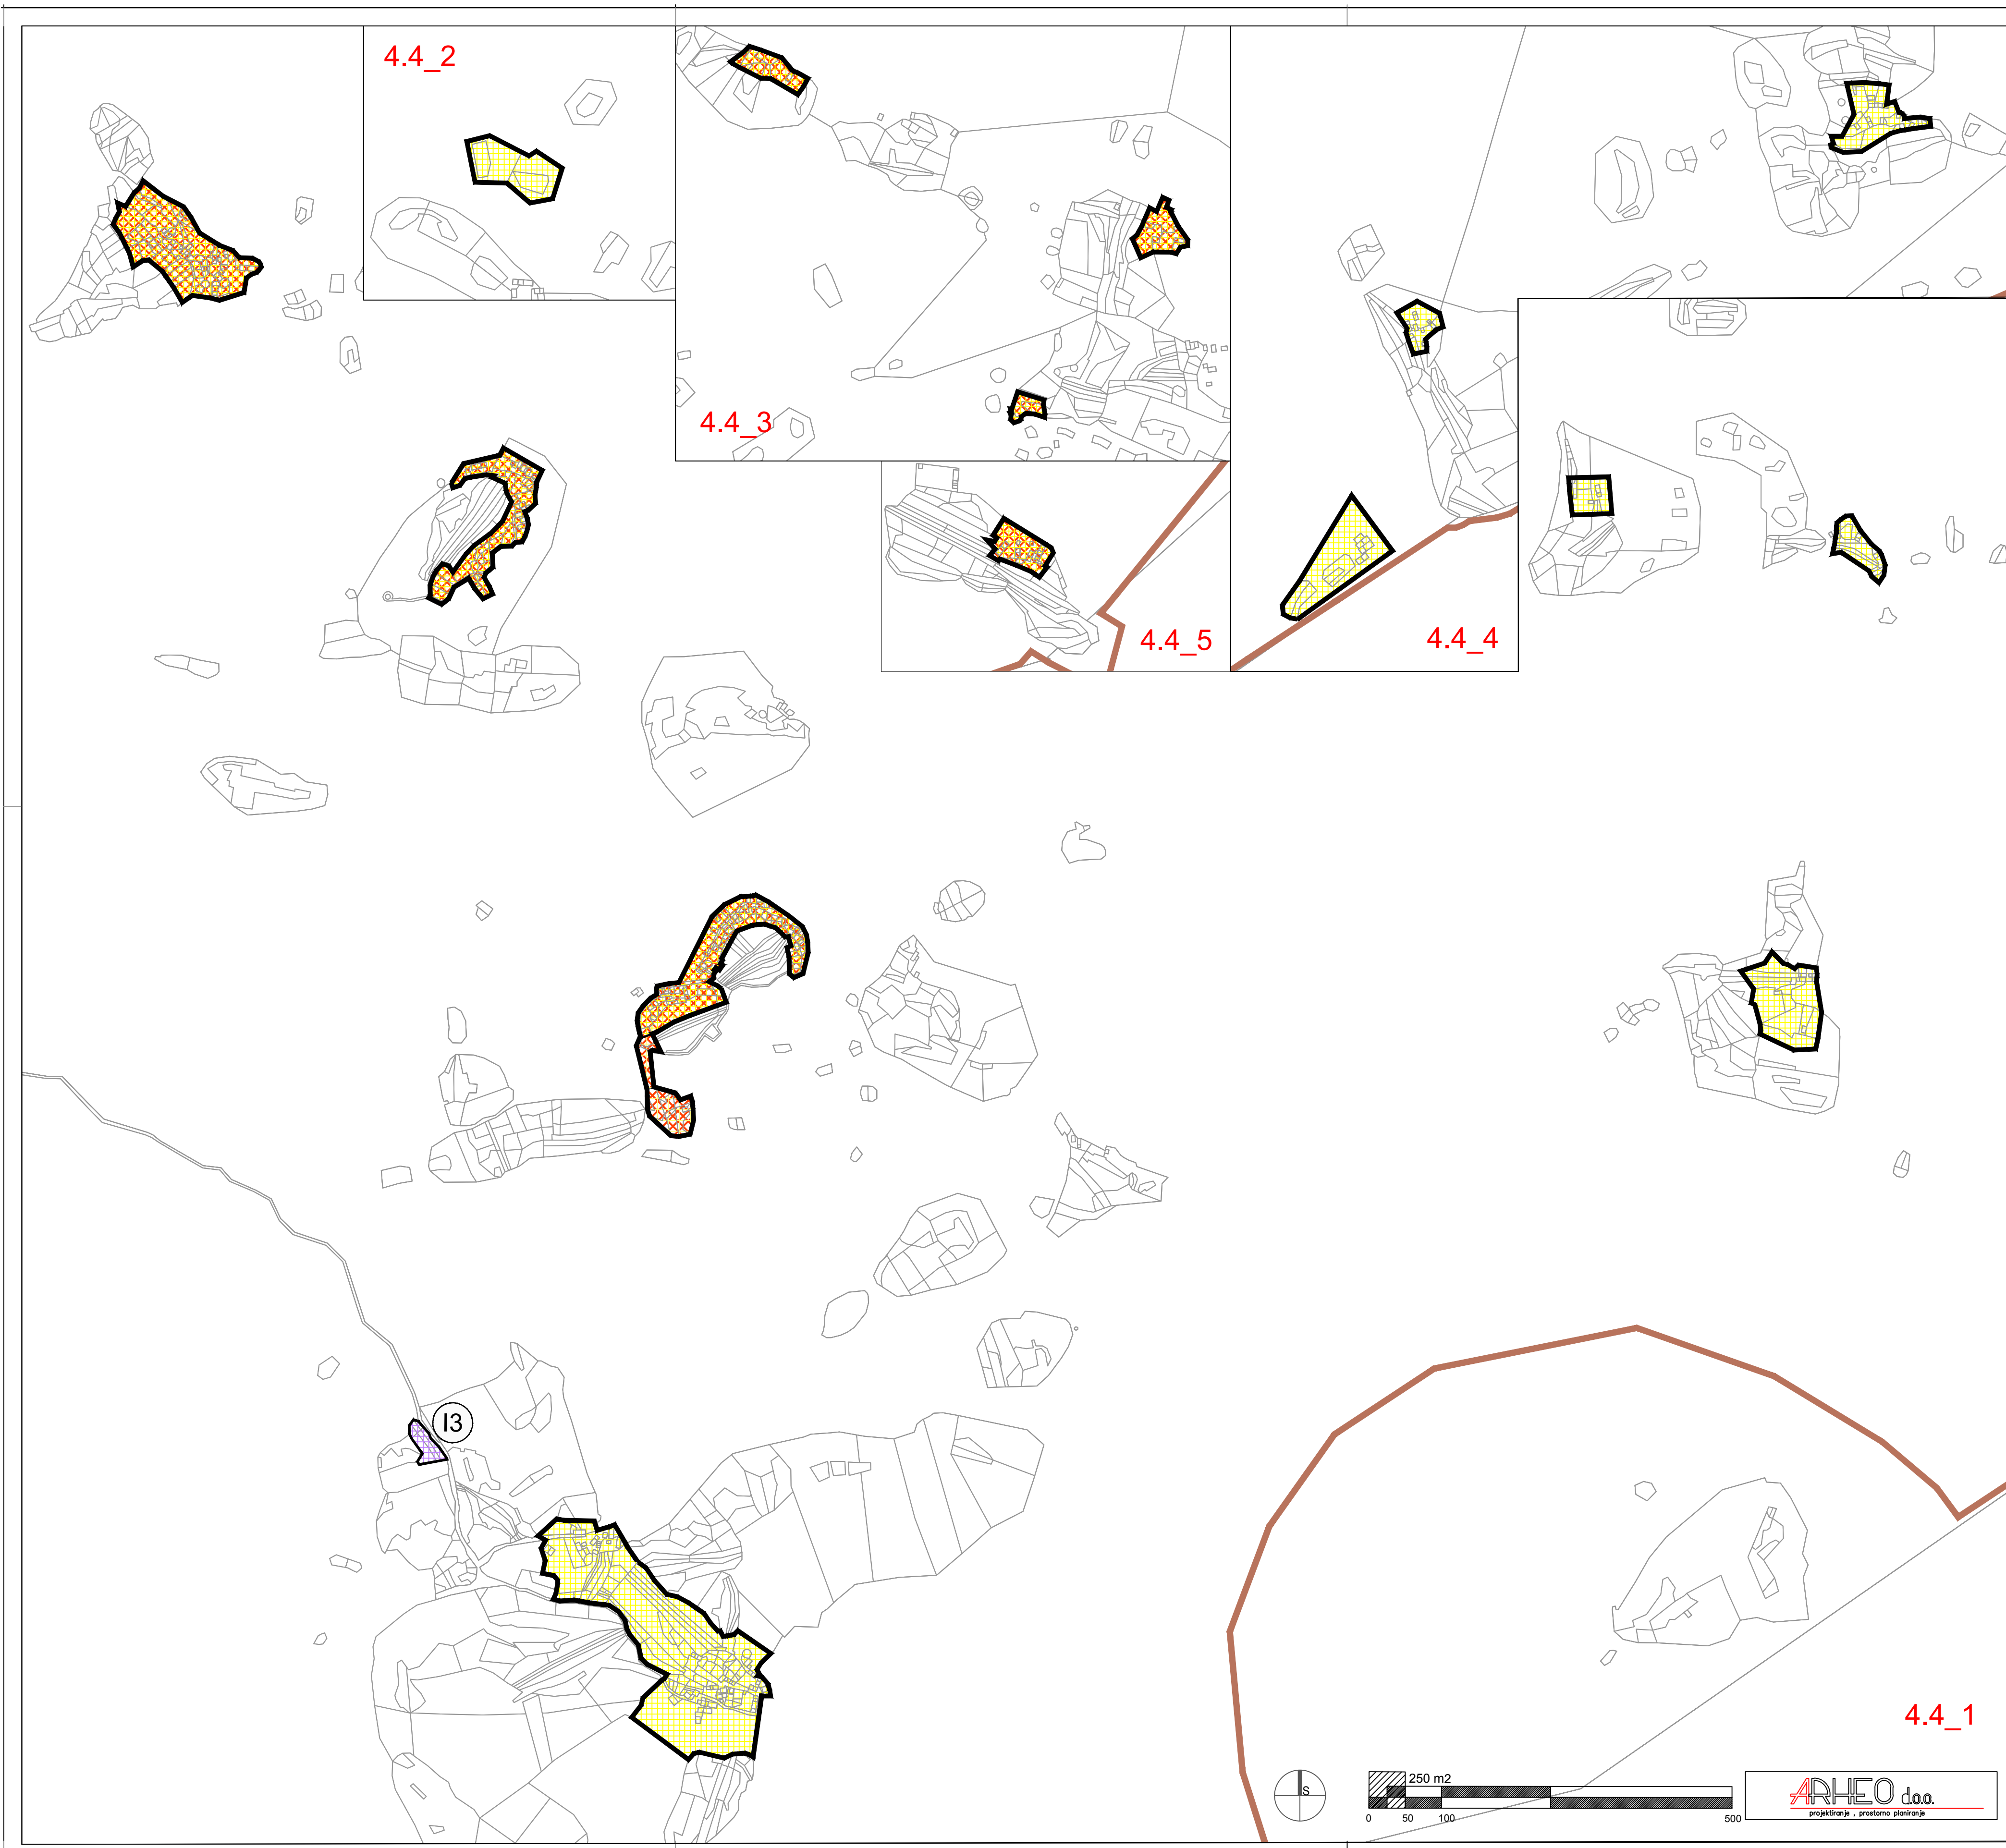 4.4_2
4.4_3
4.4_5
4.4_4
I3
4.4_1
S
250 m2
0 50 100 500
ARHEO d.o.o.
projektiranje , prostorno planiranje